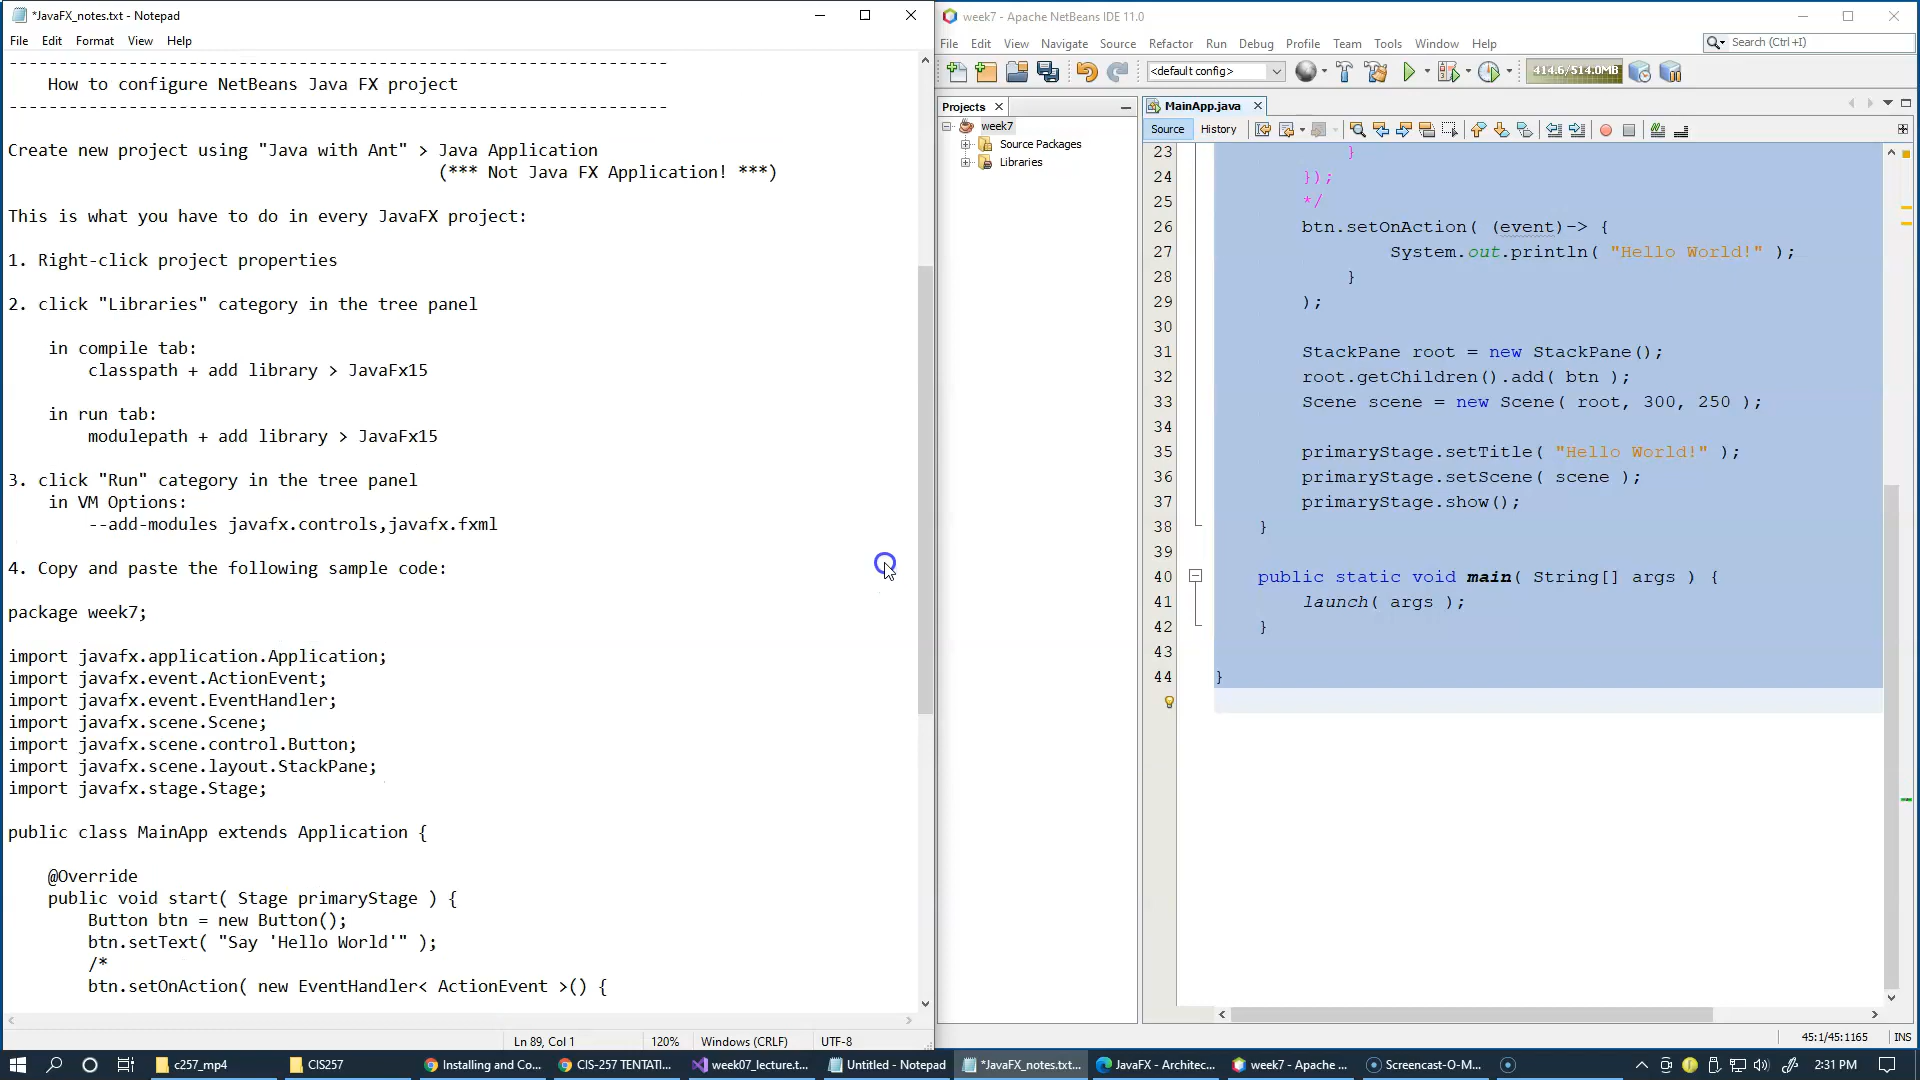 *JavaFX_notes.txt - Notepad
File Edit Format View Help
------------------------------------------------------------------
How to configure NetBeans Java FX project
------------------------------------------------------------------
Create new project using "Java with Ant" > Java Application
(*** Not Java FX Application! ***)
This is what you have to do in every JavaFX project:
1. Right-click project properties
2. click "Libraries" category in the tree panel
in compile tab:
classpath + add library > JavaFx15
in run tab:
modulepath + add library > JavaFx15
3. click "Run" category in the tree panel
in VM Options:
--add-modules javafx.controls,javafx.fxml
4. Copy and paste the following sample code:
package week7;
import javafx.application.Application;
import javafx.event.ActionEvent;
import javafx.event.EventHandler;
import javafx.scene.Scene;
import javafx.scene.control.Button;
import javafx.scene.layout.StackPane;
import javafx.stage.Stage;
public class MainApp extends Application {
@Override
public void start( Stage primaryStage ) {
Button btn = new Button();
btn.setText( "Say 'Hello World'" );
/*
btn.setOnAction( new EventHandler< ActionEvent >() {
Ln 89, Col 1 120% Windows (CRLF) UTF-8
week7 - Apache NetBeans IDE 11.0
File Edit View Navigate Source Refactor Run Debug Profile Team Tools Window Help
Search (Ctrl+I)
<default config> 414.6/514.0MB
Projects
week7
Source Packages
Libraries
MainApp.java
Source History
23 }
24 });
25 */
26 btn.setOnAction( (event)-> {
27 System.out.println( "Hello World!" );
28 }
29 );
30
31 StackPane root = new StackPane();
32 root.getChildren().add( btn );
33 Scene scene = new Scene( root, 300, 250 );
34
35 primaryStage.setTitle( "Hello World!" );
36 primaryStage.setScene( scene );
37 primaryStage.show();
38 }
39
40 public static void main( String[] args ) {
41 launch( args );
42 }
43
44 }
45:1/45:1165 INS
c257_mp4
CIS257
Installing and Co...
CIS-257 TENTATI...
week07_lecture.t...
Untitled - Notepad
*JavaFX_notes.txt...
JavaFX - Architec...
week7 - Apache ...
Screencast-O-M...
2:31 PM